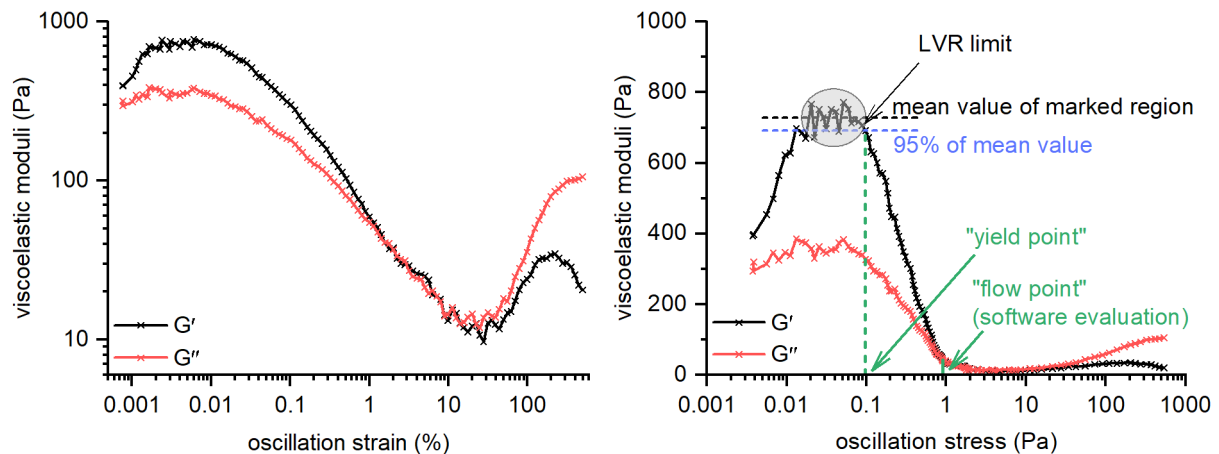 1000
100
10
viscoelastic moduli (Pa)
G′
G″
0.001
0.01
0.1
1
10
100
oscillation strain (%)
1000
800
600
400
200
0
viscoelastic moduli (Pa)
LVR limit
mean value of marked region
95% of mean value
"yield point"
"flow point"
(software evaluation)
G′
G″
0.001
0.01
0.1
1
10
100
1000
oscillation stress (Pa)